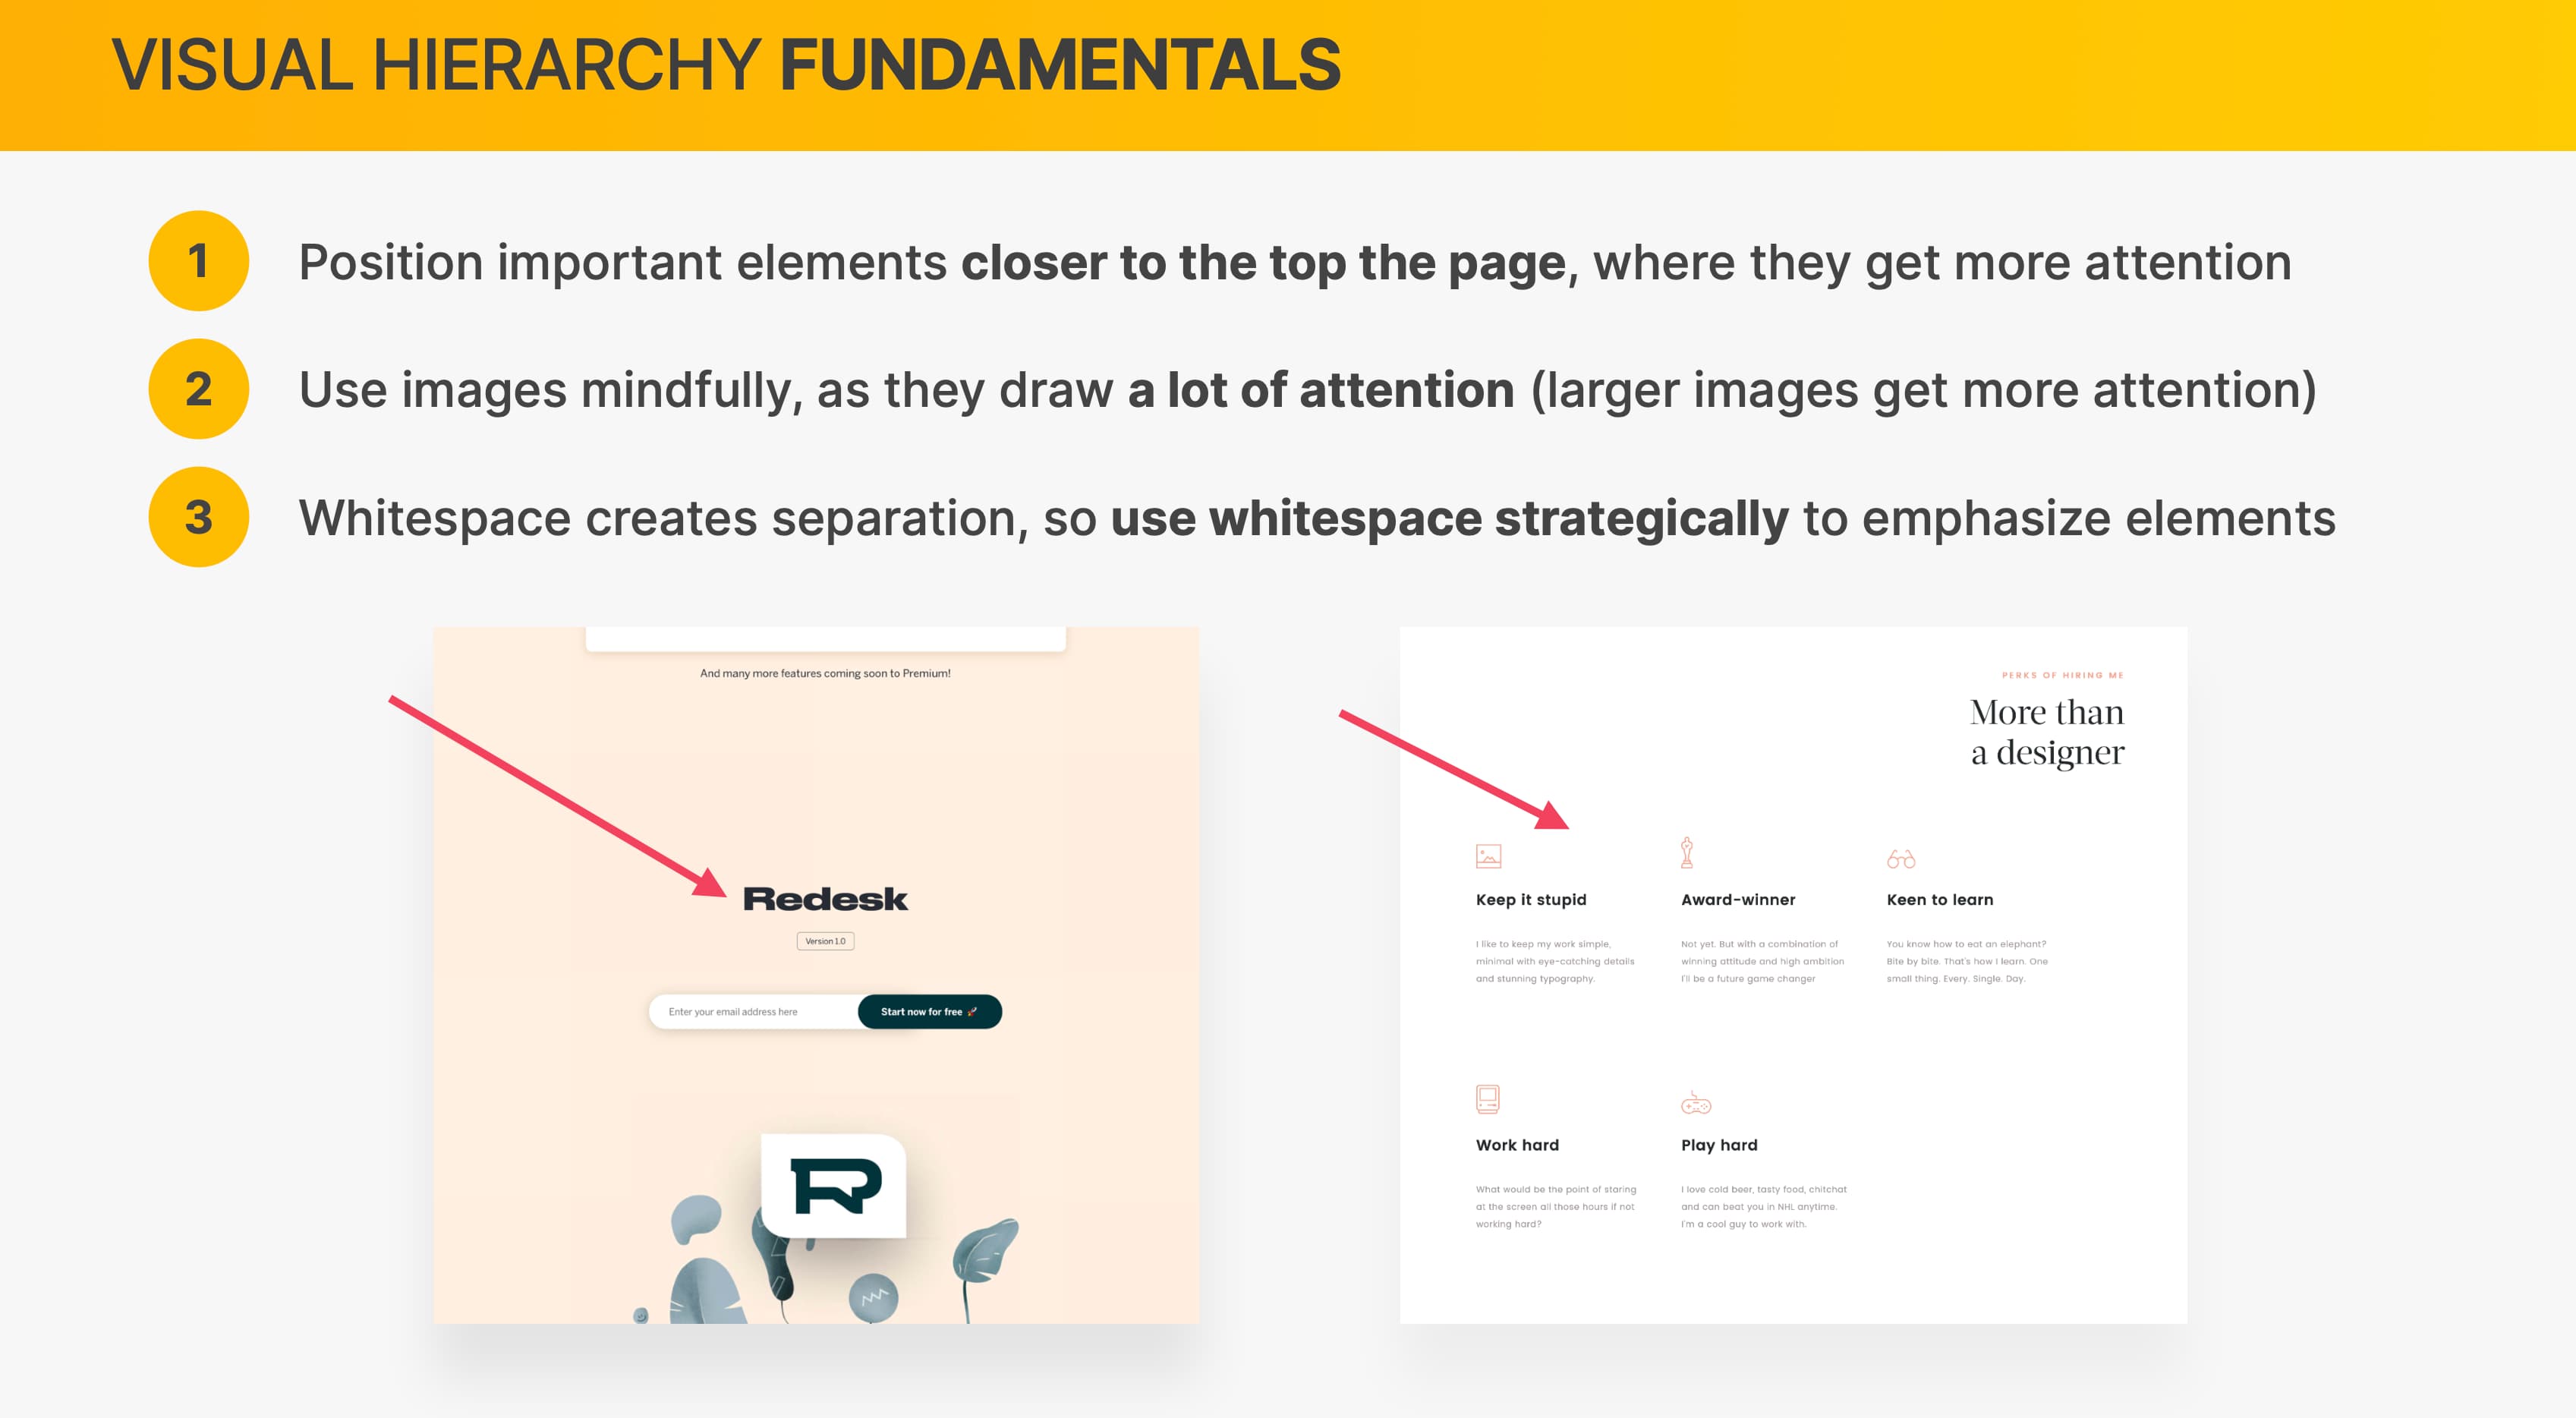 VISUAL HIERARCHY FUNDAMENTALS
1 Position important elements closer to the top the page, where they get more attention
2 Use images mindfully, as they draw a lot of attention (larger images get more attention)
3 Whitespace creates separation, so use whitespace strategically to emphasize elements
And many more features coming soon to Premium!
Redesk
Version 1.0
Enter your email address here Start now for free 🚀
R
PERKS OF HIRING ME
More than
a designer
Keep it stupid
I like to keep my work simple,
minimal with eye-catching details
and stunning typography.
Award-winner
Not yet. But with a combination of
winning attitude and high ambition
I'll be a future game changer
Keen to learn
You know how to eat an elephant?
Bite by bite. That's how I learn. One
small thing. Every. Single. Day.
Work hard
What would be the point of staring
at the screen all those hours if not
working hard?
Play hard
I love cold beer, tasty food, chitchat
and can beat you in NHL anytime.
I'm a cool guy to work with.